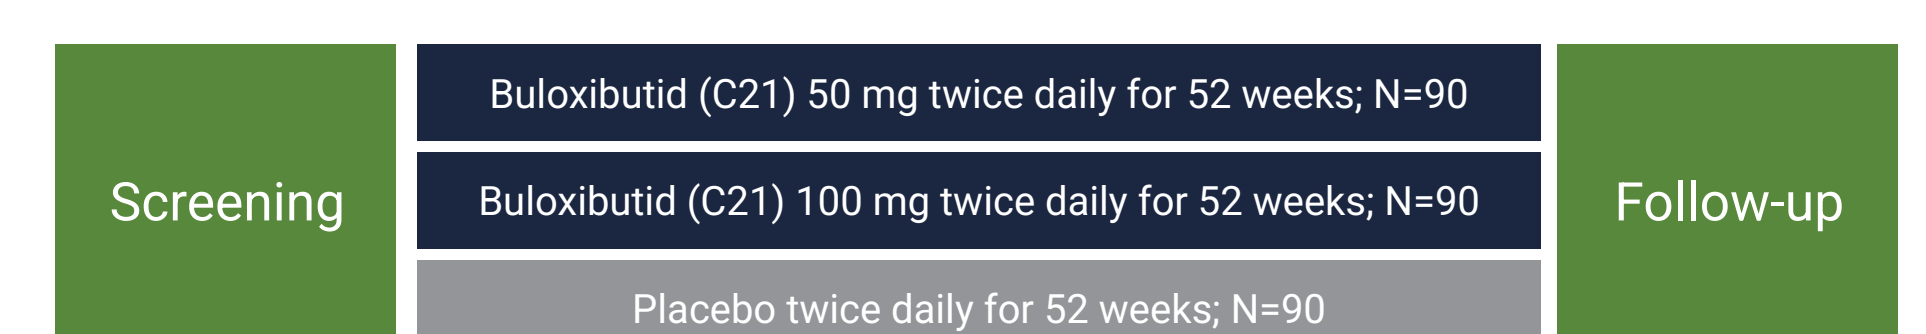 Screening
Buloxibutid (C21) 50 mg twice daily for 52 weeks; N=90
Buloxibutid (C21) 100 mg twice daily for 52 weeks; N=90
Placebo twice daily for 52 weeks; N=90
Follow-up